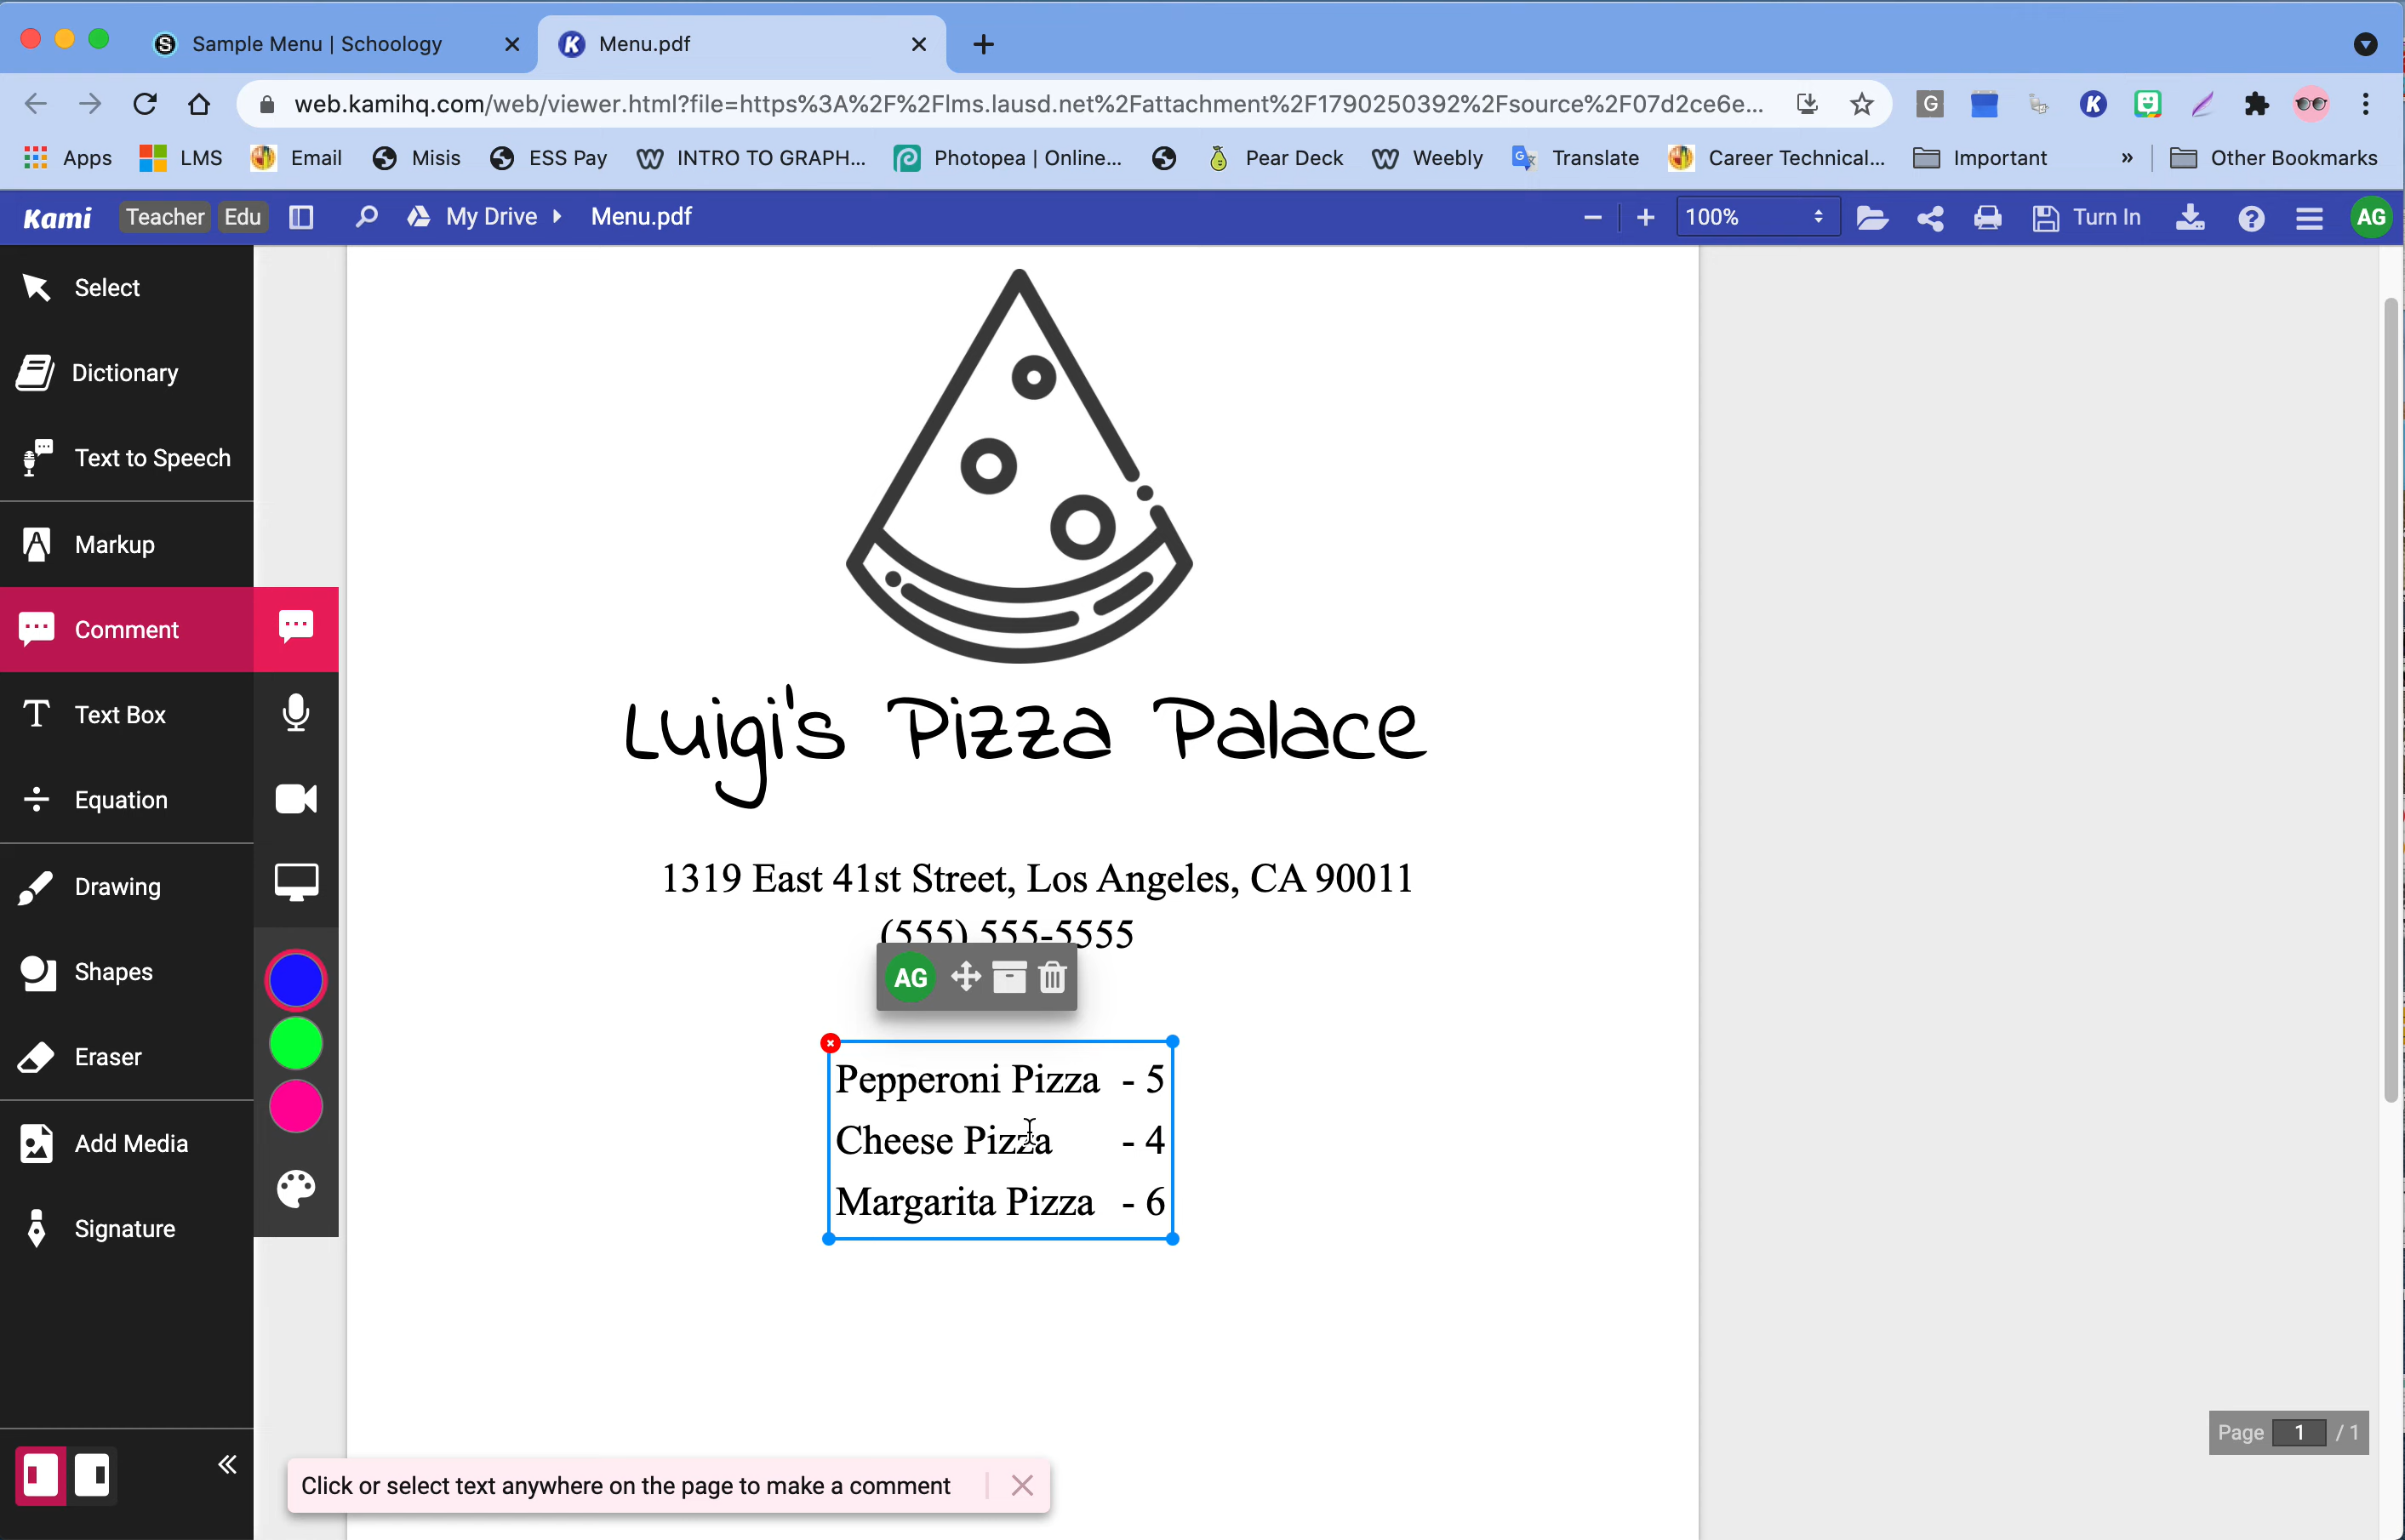 Sample Menu | Schoology
Menu.pdf
web.kamihq.com/web/viewer.html?file=https%3A%2F%2Flms.lausd.net%2Fattachment%2F1790250392%2Fsource%2F07d2ce6e...
Apps LMS Email Misis ESS Pay INTRO TO GRAPH... Photopea | Online... Pear Deck Weebly Translate Career Technical... Important » Other Bookmarks
Kami Teacher Edu My Drive Menu.pdf 100% Turn In AG
Select
Dictionary
Text to Speech
Markup
Comment
Text Box
Equation
Drawing
Shapes
Eraser
Add Media
Signature
Luigi's Pizza Palace
1319 East 41st Street, Los Angeles, CA 90011
(555) 555-5555
AG
Pepperoni Pizza - 5
Cheese Pizza - 4
Margarita Pizza - 6
Page 1 / 1
Click or select text anywhere on the page to make a comment